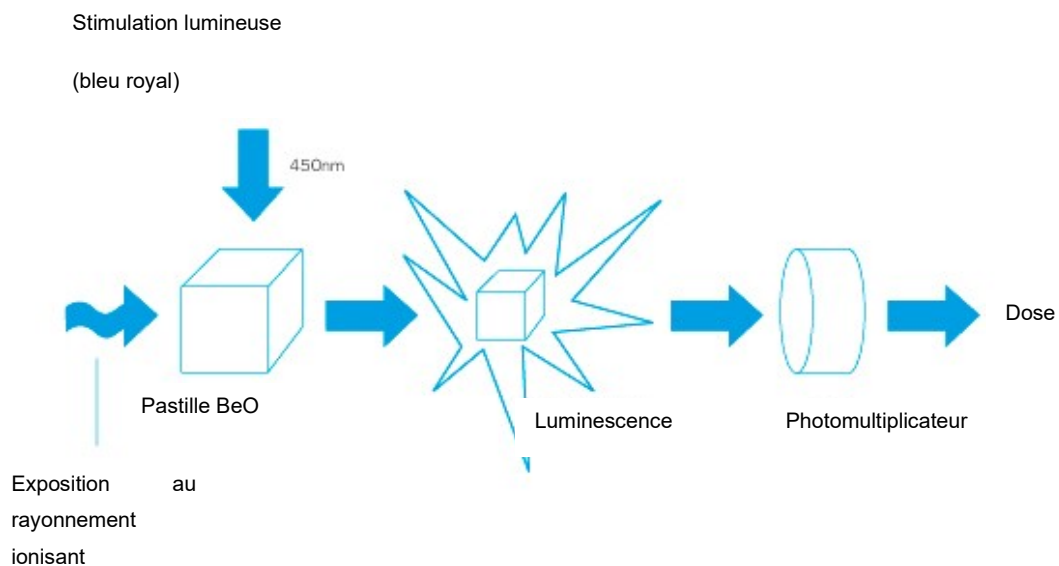 Stimulation lumineuse
(bleu royal)
450nm
Dose
Pastille BeO
Luminescence
Photomultiplicateur
Exposition au
rayonnement
ionisant